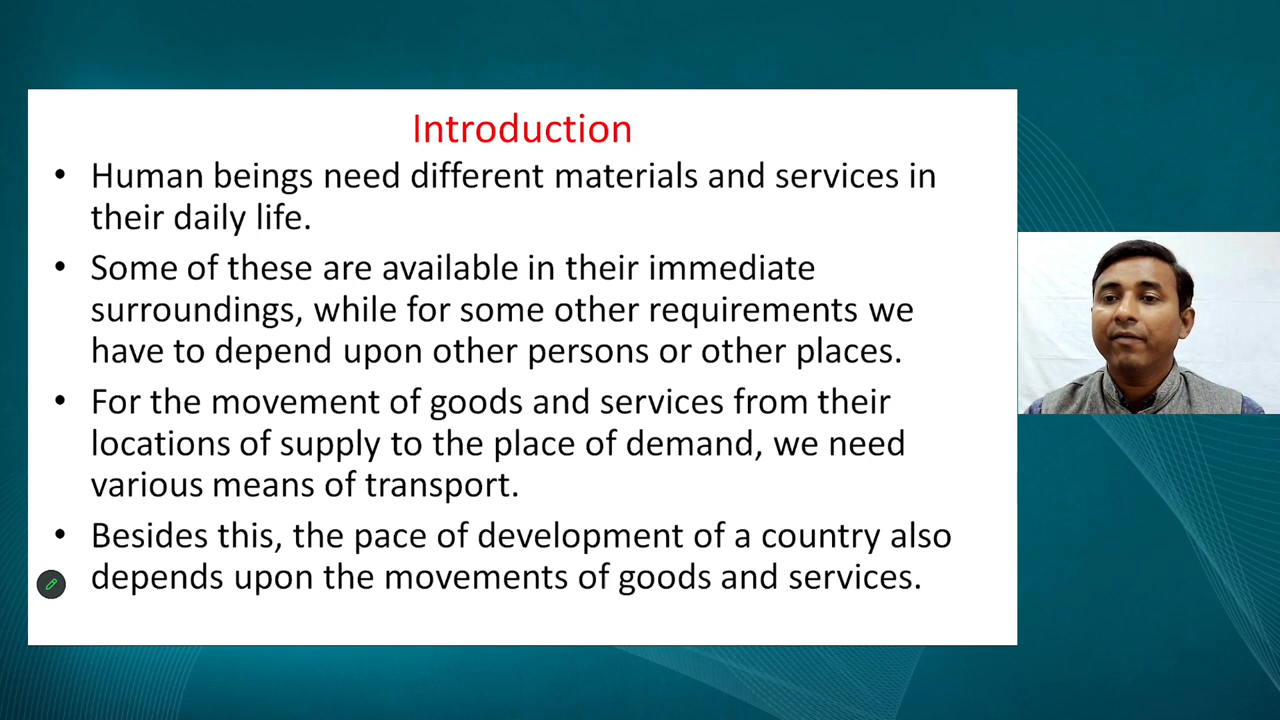 Introduction
• Human beings need different materials and services in
their daily life.
• Some of these are available in their immediate
surroundings, while for some other requirements we
have to depend upon other persons or other places.
• For the movement of goods and services from their
locations of supply to the place of demand, we need
various means of transport.
• Besides this, the pace of development of a country also
depends upon the movements of goods and services.